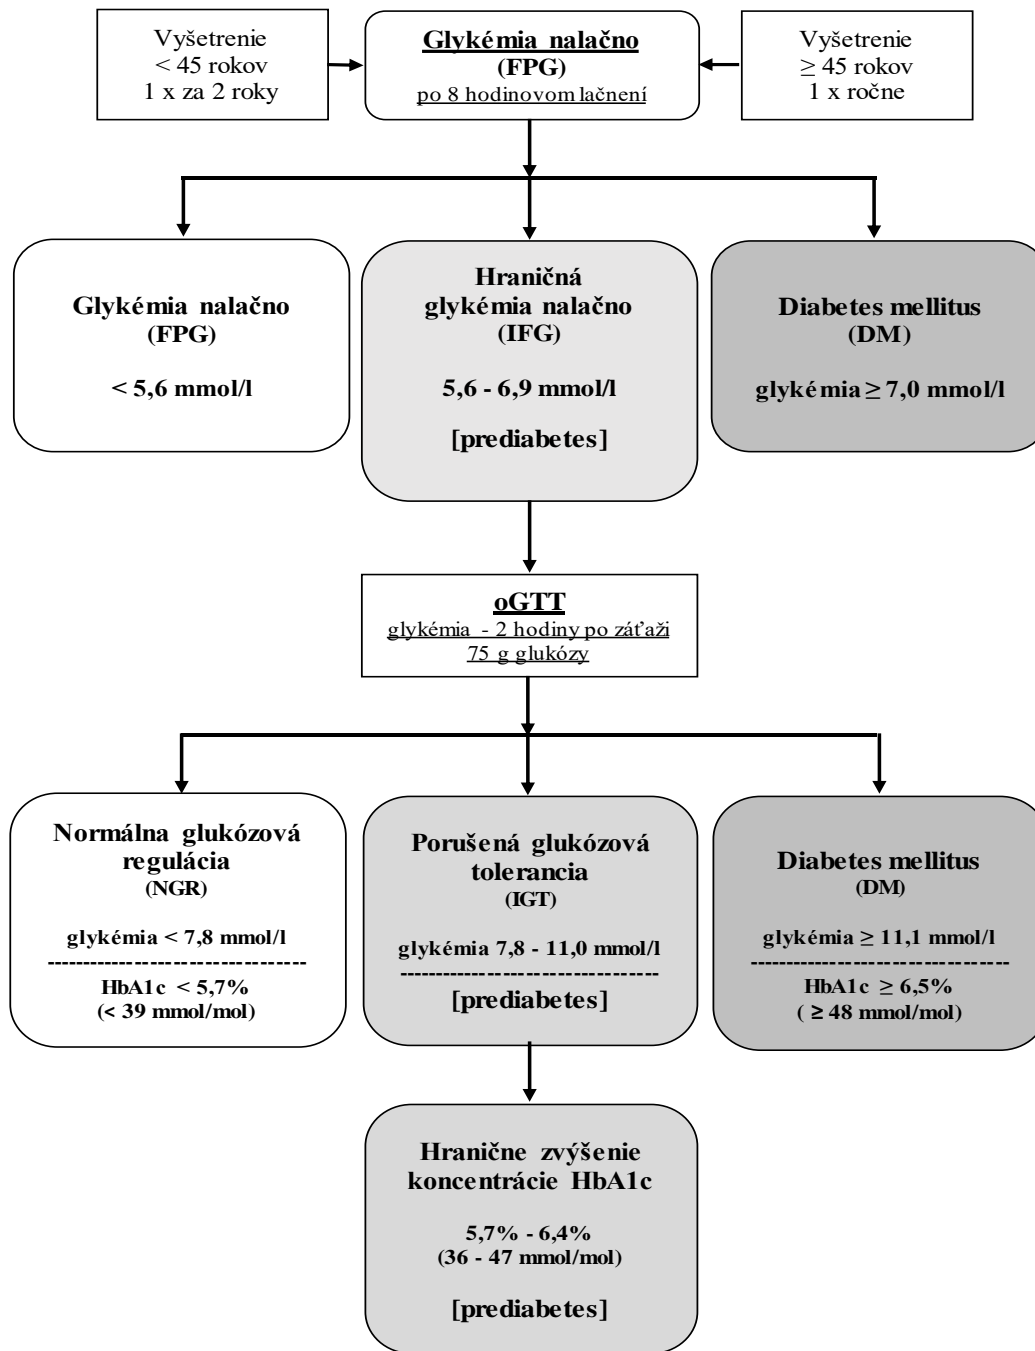 Vyšetrenie
< 45 rokov
1 x za 2 roky
Glykémia nalačno
(FPG)
po 8 hodinovom lačnení
Vyšetrenie
≥ 45 rokov
1 x ročne
Glykémia nalačno
(FPG)
< 5,6 mmol/l
Hraničná
glykémia nalačno
(IFG)
5,6 - 6,9 mmol/l
[prediabetes]
Diabetes mellitus
(DM)
glykémia ≥ 7,0 mmol/l
oGTT
glykémia - 2 hodiny po záťaži
75 g glukózy
Normálna glukózová
regulácia
(NGR)
glykémia < 7,8 mmol/l
-----------------------------------
HbA1c < 5,7%
(< 39 mmol/mol)
Porušená glukózová
tolerancia
(IGT)
glykémia 7,8 - 11,0 mmol/l
-----------------------------------
[prediabetes]
Diabetes mellitus
(DM)
glykémia ≥ 11,1 mmol/l
-----------------------------------
HbA1c ≥ 6,5%
( ≥ 48 mmol/mol)
Hranične zvýšenie
koncentrácie HbA1c
5,7% - 6,4%
(36 - 47 mmol/mol)
[prediabetes]